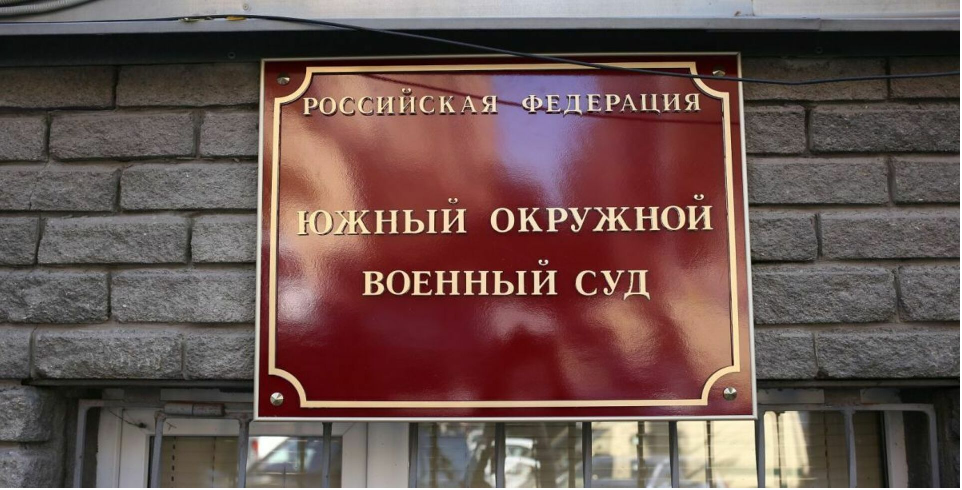 РОССИЙСКАЯ ФЕДЕРАЦИЯ
ЮЖНЫЙ ОКРУЖНОЙ
ВОЕННЫЙ СУД